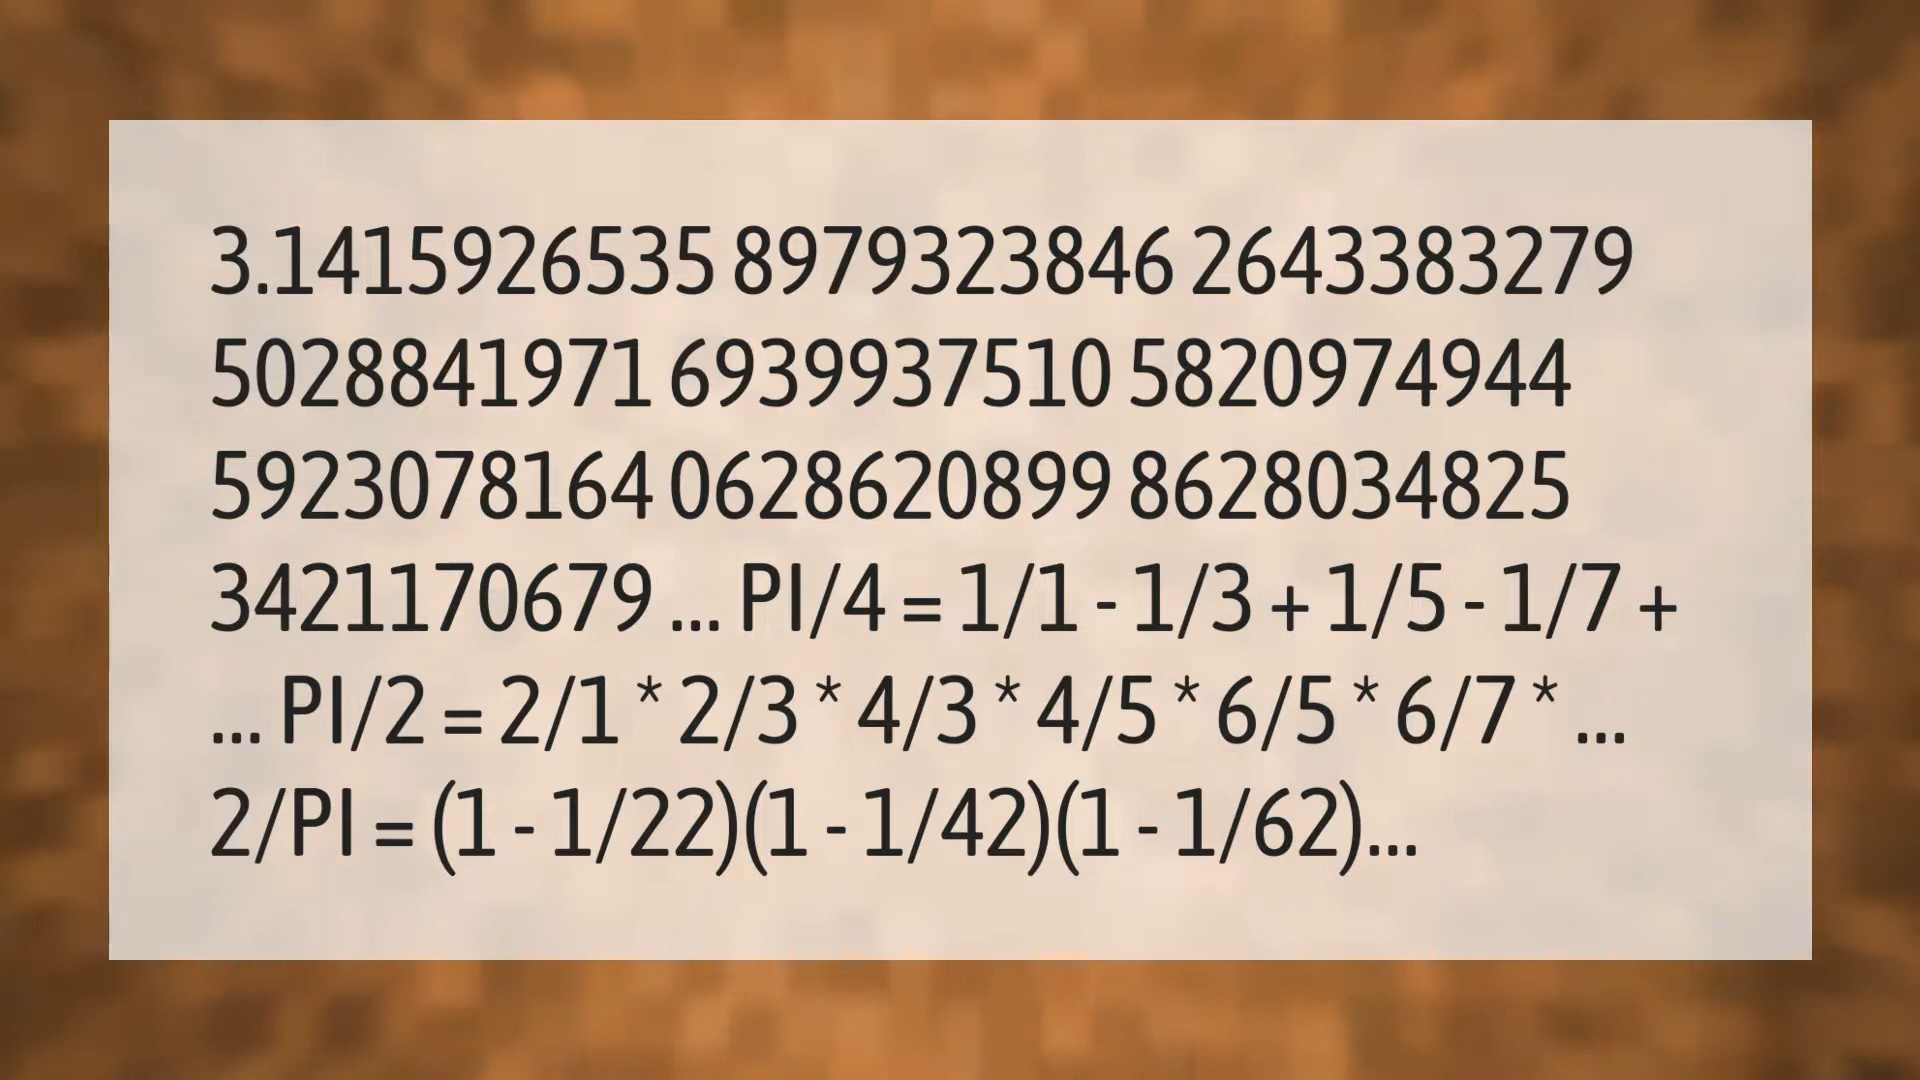 3.1415926535 8979323846 2643383279
5028841971 6939937510 5820974944
5923078164 0628620899 8628034825
3421170679 ... PI/4 = 1/1 - 1/3 + 1/5 - 1/7 +
... PI/2 = 2/1 * 2/3 * 4/3 * 4/5 * 6/5 * 6/7 * ...
2/PI = (1 - 1/22)(1 - 1/42)(1 - 1/62)...